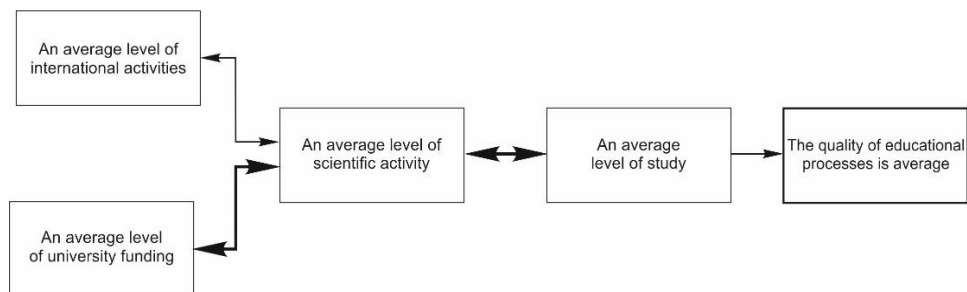 An average level of
international activities
An average level of
scientific activity
An average
level of study
The quality of educational
processes is average
An average level
of university funding